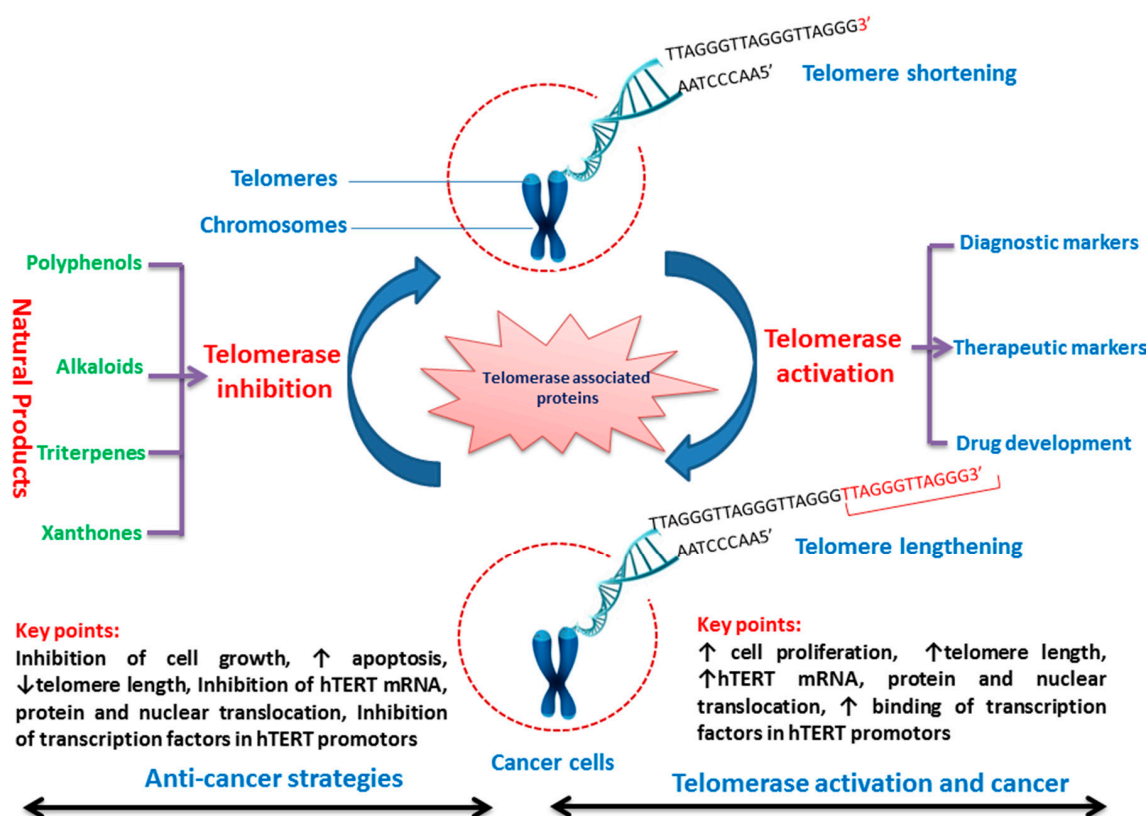 TTAGGGTTAGGGTTAGGG3’
AATCCCAA5’
Telomere shortening
Telomeres
Chromosomes
Natural Products
Polyphenols
Alkaloids
Triterpenes
Xanthones
Telomerase
inhibition
Telomerase associated
proteins
Telomerase
activation
Diagnostic markers
Therapeutic markers
Drug development
TTAGGGTTAGGGTTAGGGTTAGGGTTAGGG3’
AATCCCAA5’
Telomere lengthening
Key points:
Inhibition of cell growth, ↑ apoptosis,
↓telomere length, Inhibition of hTERT mRNA,
protein and nuclear translocation, Inhibition
of transcription factors in hTERT promotors
Anti-cancer strategies
Cancer cells
Key points:
↑ cell proliferation, ↑telomere length,
↑hTERT mRNA, protein and nuclear
translocation, ↑ binding of transcription
factors in hTERT promotors
Telomerase activation and cancer